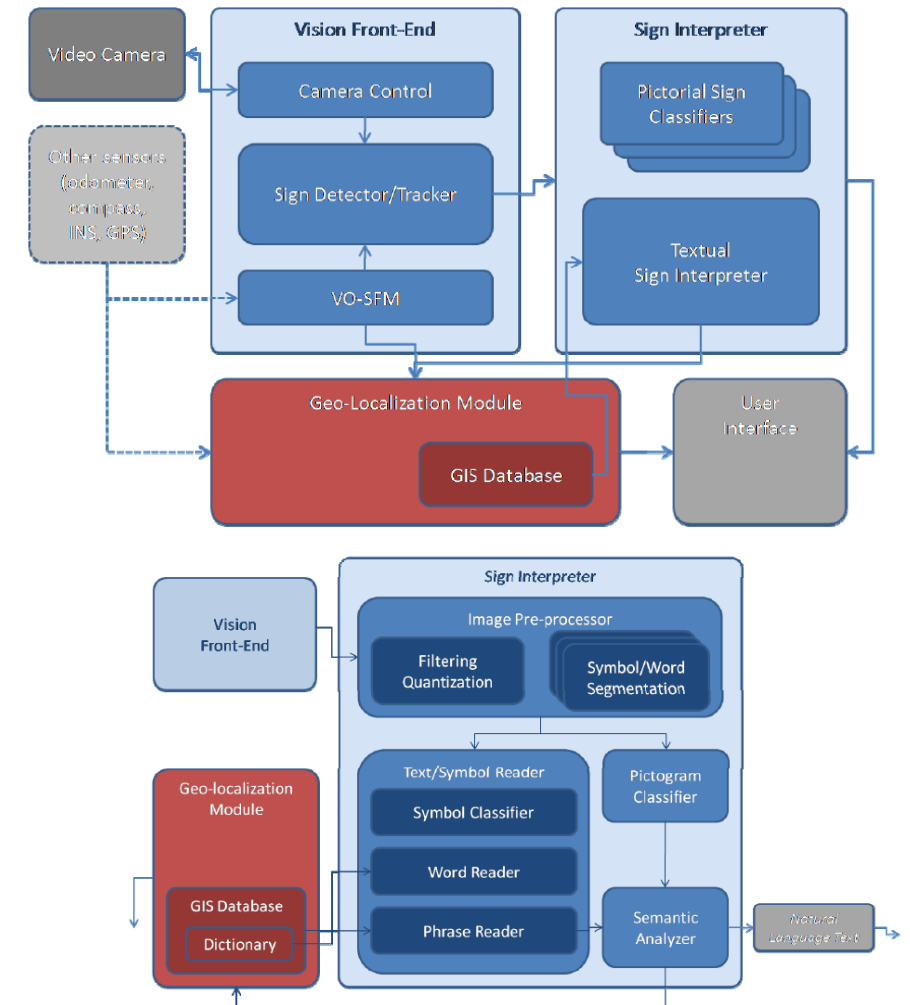 Vision Front-End
Sign Interpreter
Video Camera
Camera Control
Pictorial Sign
Classifiers
Other sensors
(odometer,
compass,
INS, GPS)
Sign Detector/Tracker
Textual
Sign Interpreter
VO-SFM
Geo-Localization Module
User
Interface
GIS Database
Sign Interpreter
Vision
Front-End
Image Pre-processor
Filtering
Quantization
Symbol/Word
Segmentation
Geo-localization
Module
Text/Symbol Reader
Pictogram
Classifier
Symbol Classifier
Word Reader
GIS Database
Dictionary
Phrase Reader
Semantic
Analyzer
Natural
Language Text